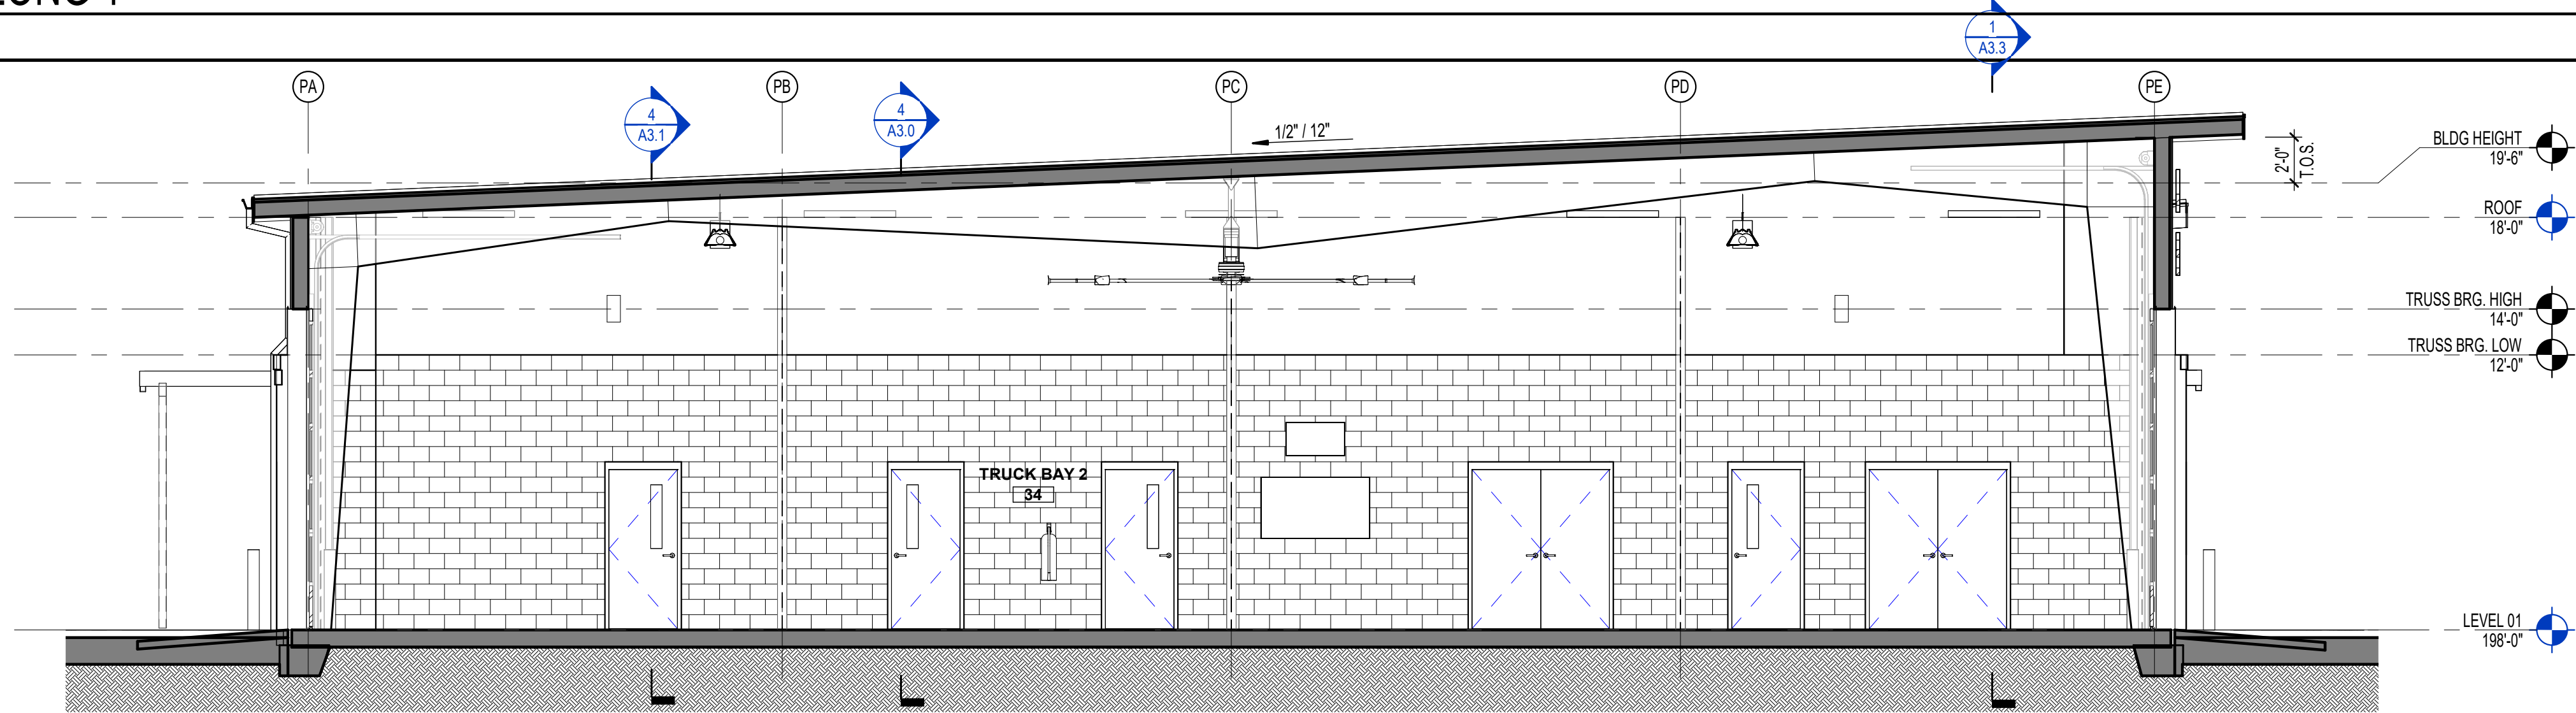 1
A3.3
PA
PB
PC
PD
PE
4
A3.1
4
A3.0
1/2" / 12"
2'-0"
T.O.S.
BLDG HEIGHT
19'-6"
ROOF
18'-0"
TRUSS BRG. HIGH
14'-0"
TRUSS BRG. LOW
12'-0"
TRUCK BAY 2
34
LEVEL 01
198'-0"